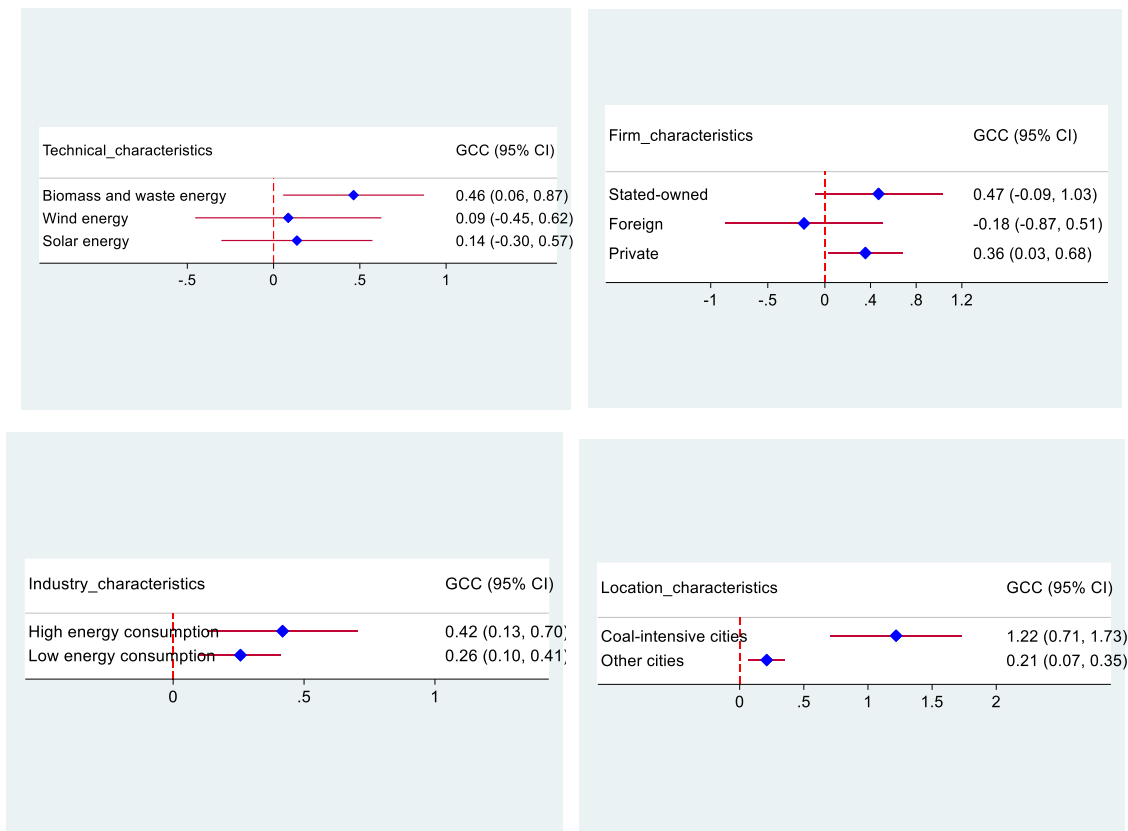 Technical_characteristics GCC (95% CI)
Biomass and waste energy 0.46 (0.06, 0.87)
Wind energy 0.09 (-0.45, 0.62)
Solar energy 0.14 (-0.30, 0.57)
-.5 0 .5 1
Firm_characteristics GCC (95% CI)
Stated-owned 0.47 (-0.09, 1.03)
Foreign -0.18 (-0.87, 0.51)
Private 0.36 (0.03, 0.68)
-1 -.5 0 .4 .8 1.2
Industry_characteristics GCC (95% CI)
High energy consumption 0.42 (0.13, 0.70)
Low energy consumption 0.26 (0.10, 0.41)
0 .5 1
Location_characteristics GCC (95% CI)
Coal-intensive cities 1.22 (0.71, 1.73)
Other cities 0.21 (0.07, 0.35)
0 .5 1 1.5 2